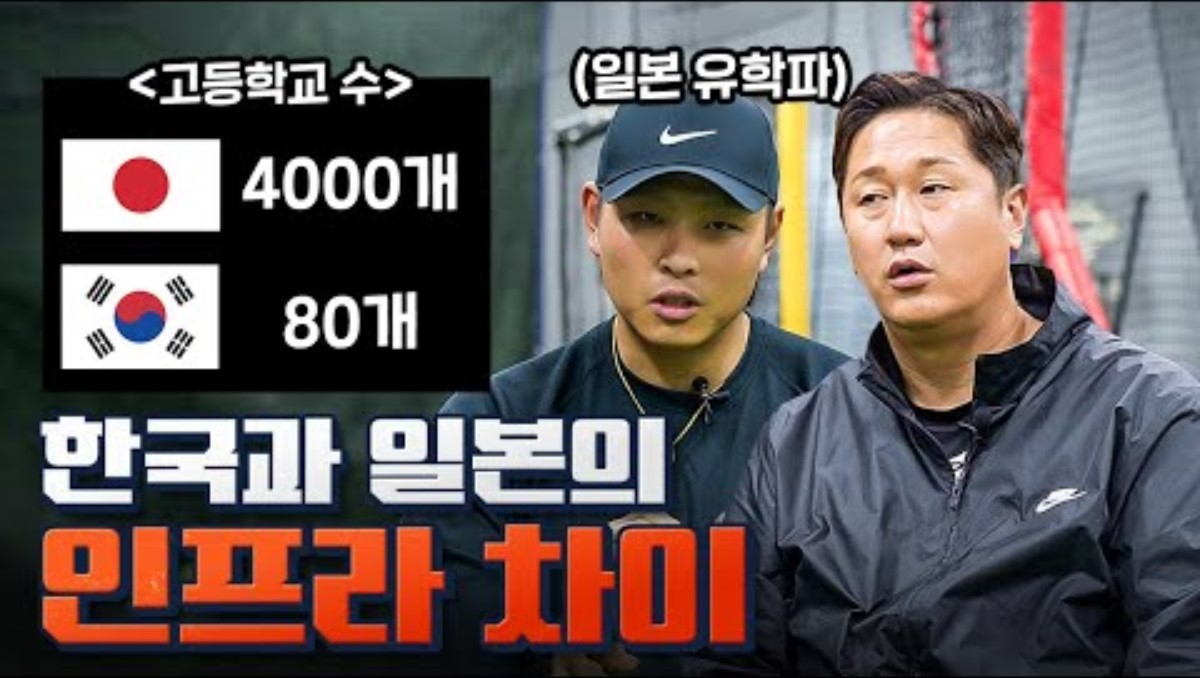 <고등학교 수>
(일본 유학파)
4000개
80개
한국과 일본의
인프라 차이